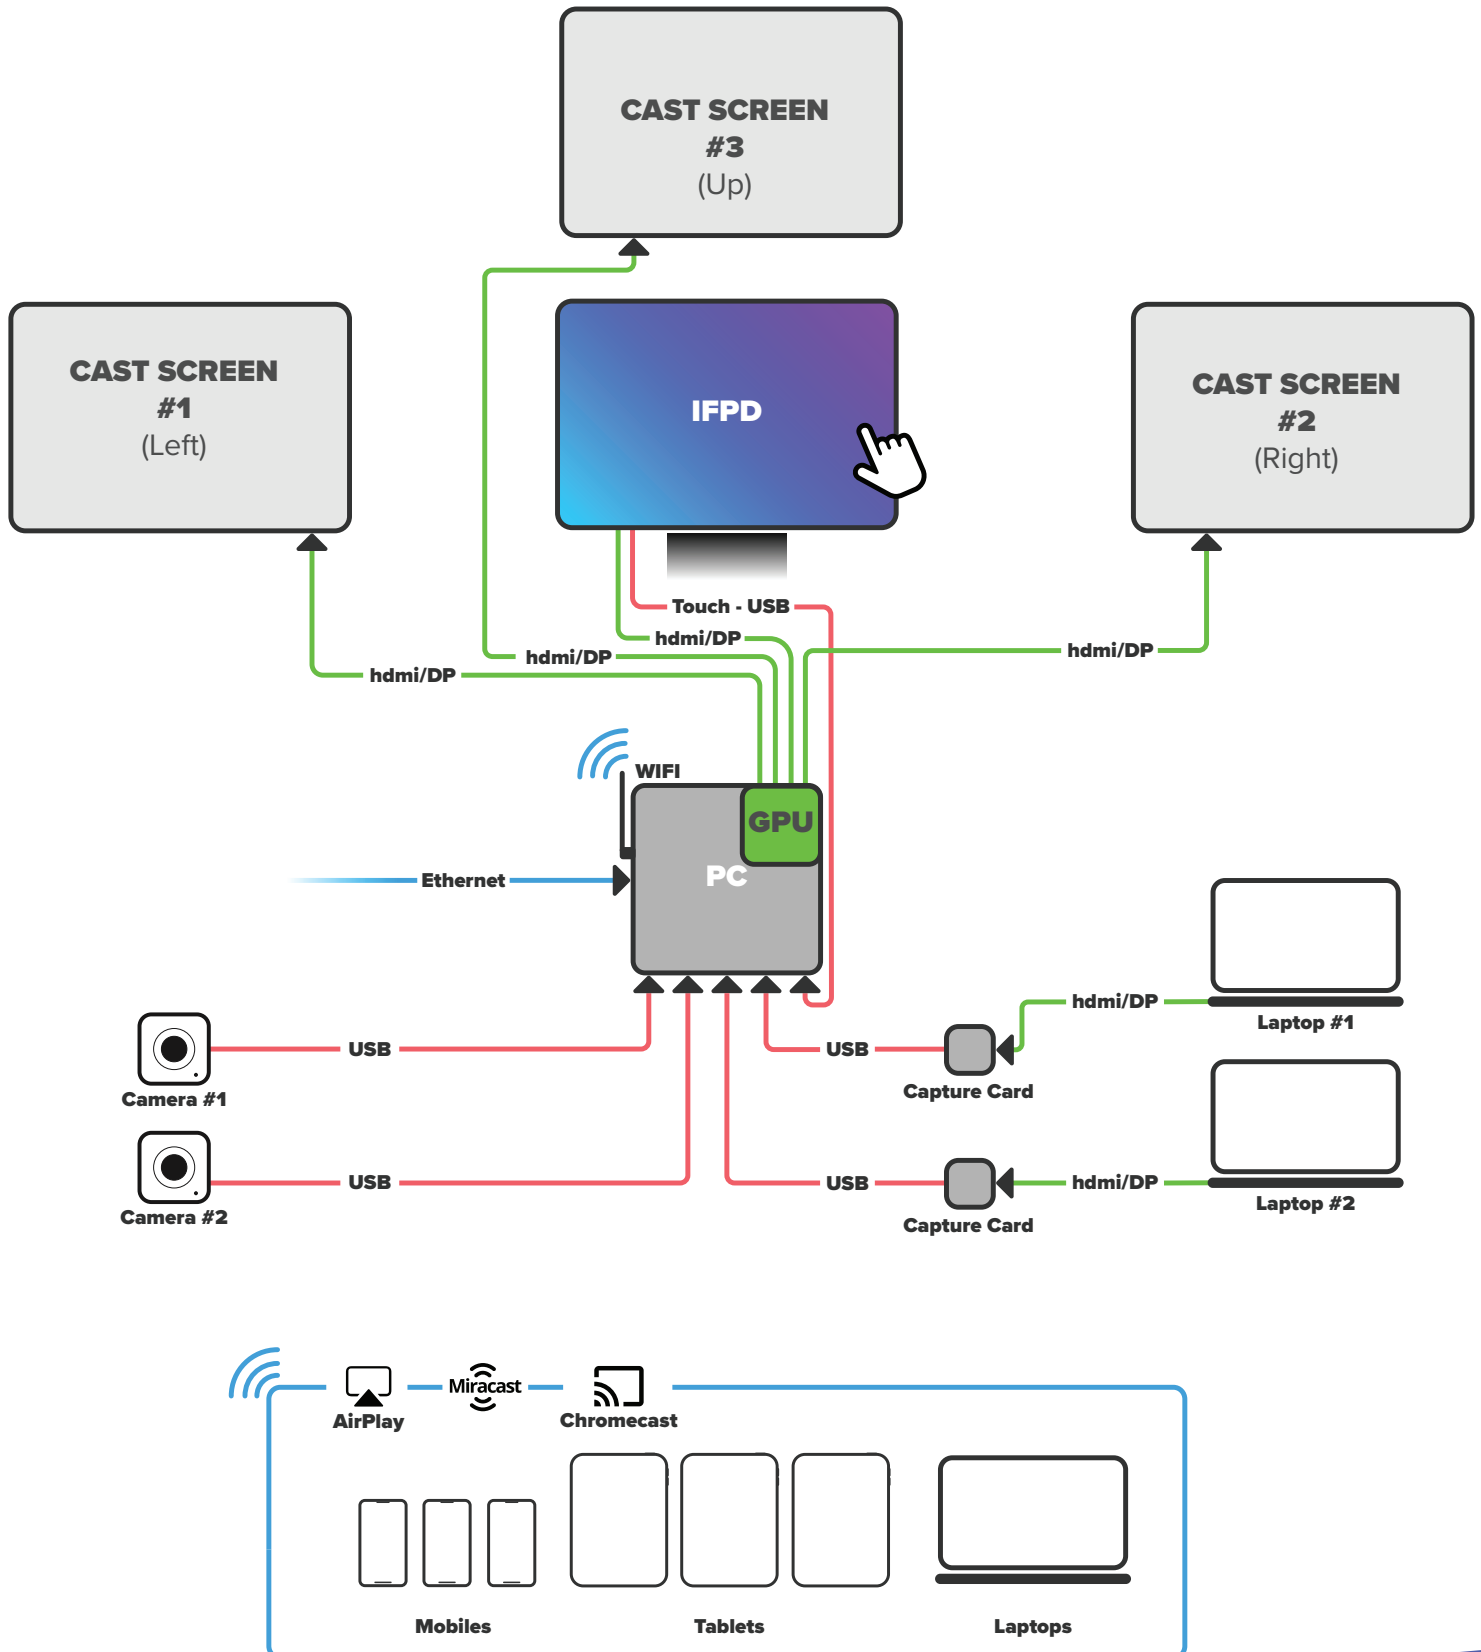 CAST SCREEN
#3
(Up)
CAST SCREEN
#1
(Left)
IFPD
CAST SCREEN
#2
(Right)
Touch - USB
hdmi/DP
hdmi/DP
hdmi/DP
hdmi/DP
WIFI
GPU
PC
Ethernet
hdmi/DP
Laptop #1
USB
USB
Camera #1
Capture Card
USB
USB
hdmi/DP
Camera #2
Capture Card
Laptop #2
AirPlay
Miracast
Chromecast
Mobiles
Tablets
Laptops